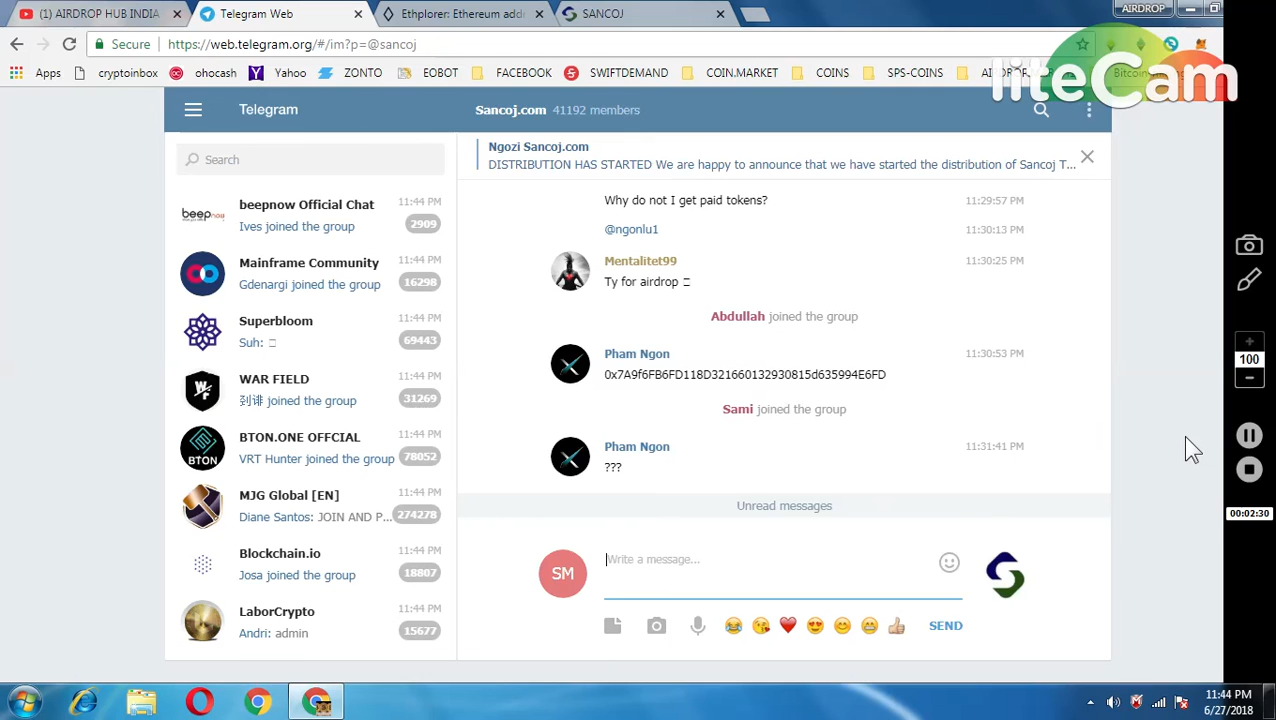 (1) AIRDROP HUB INDIA
Telegram Web
Ethplorer: Ethereum add
SANCOJ
AIRDROP
Secure
https://web.telegram.org/#/im?p=@sancoj
Apps
cryptoinbox
ohocash
Yahoo
ZONTO
EOBOT
FACEBOOK
SWIFTDEMAND
COIN.MARKET
COINS
SPS-COINS
liteCam
Telegram
Sancoj.com 41192 members
Search
Ngozi Sancoj.com
DISTRIBUTION HAS STARTED We are happy to announce that we have started the distribution of Sancoj T...
beepnow
beepnow Official Chat
11:44 PM
Ives joined the group
2909
Mainframe Community
11:44 PM
Gdenargi joined the group
16298
Superbloom
11:44 PM
Suh:
69443
WAR FIELD
11:44 PM
到诽 joined the group
31269
BTON
BTON.ONE OFFCIAL
11:44 PM
VRT Hunter joined the group
78052
MJG Global [EN]
11:44 PM
Diane Santos: JOIN AND P...
274278
Blockchain.io
11:44 PM
Josa joined the group
18807
LaborCrypto
11:44 PM
Andri: admin
15677
Why do not I get paid tokens?
11:29:57 PM
@ngonlu1
11:30:13 PM
Mentalitet99
11:30:25 PM
Ty for airdrop
Abdullah joined the group
Pham Ngon
11:30:53 PM
0x7A9f6FB6FD118D321660132930815d635994E6FD
Sami joined the group
Pham Ngon
11:31:41 PM
???
Unread messages
SM
Write a message...
SEND
100
00:02:30
11:44 PM
6/27/2018